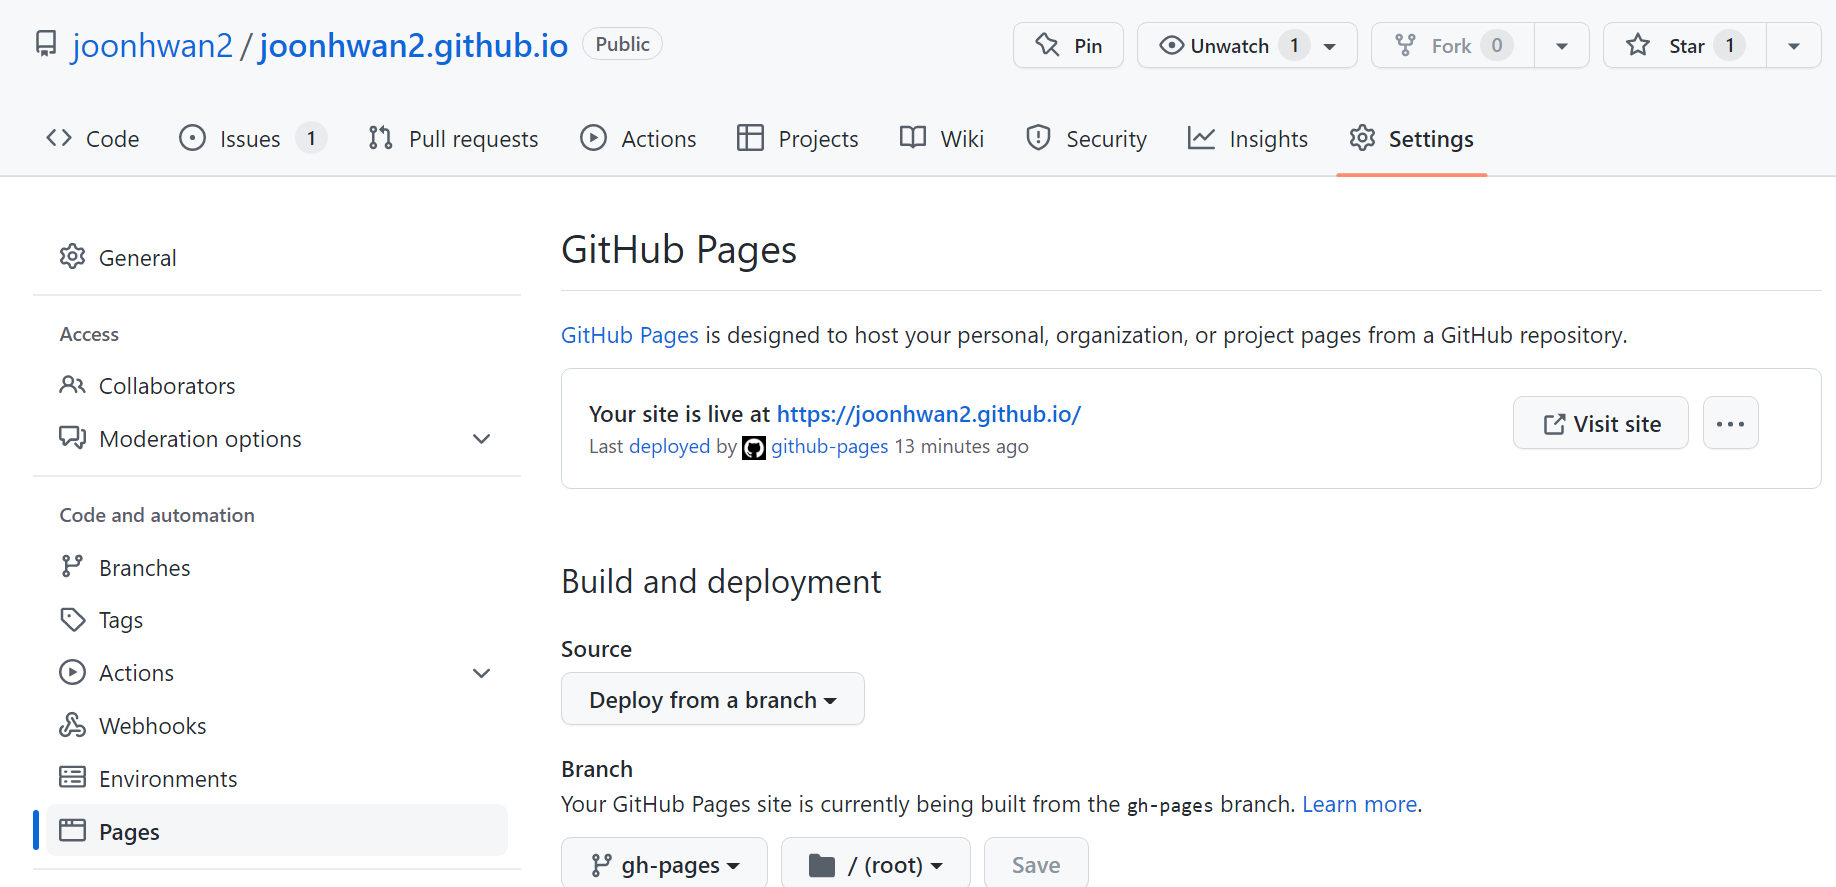 joonhwan2 / joonhwan2.github.io Public
Pin
Unwatch 1
Fork 0
Star 1
Code
Issues 1
Pull requests
Actions
Projects
Wiki
Security
Insights
Settings
General
Access
Collaborators
Moderation options
Code and automation
Branches
Tags
Actions
Webhooks
Environments
Pages
GitHub Pages
GitHub Pages is designed to host your personal, organization, or project pages from a GitHub repository.
Your site is live at https://joonhwan2.github.io/
Last deployed by github-pages 13 minutes ago
Visit site
Build and deployment
Source
Deploy from a branch
Branch
Your GitHub Pages site is currently being built from the gh-pages branch. Learn more.
gh-pages
/ (root)
Save